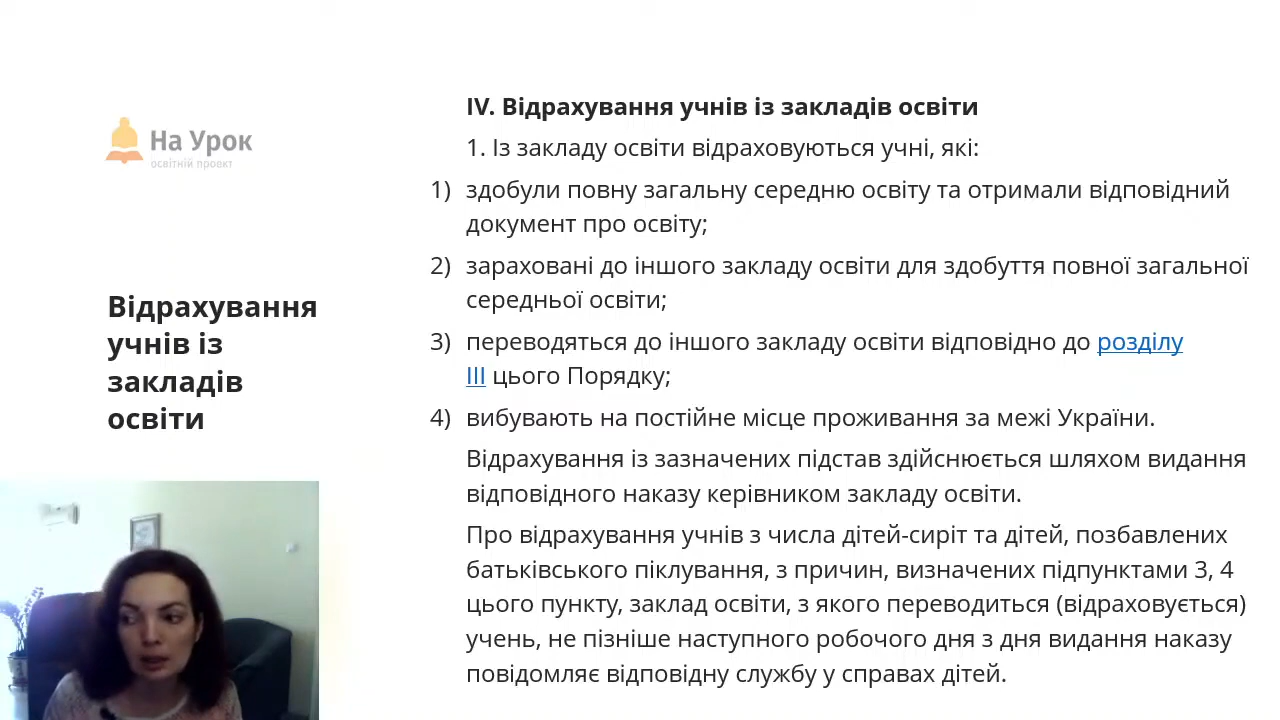 На Урок
освітній проект
Відрахування
учнів із
закладів
освіти
IV. Відрахування учнів із закладів освіти
1. Із закладу освіти відраховуються учні, які:
1) здобули повну загальну середню освіту та отримали відповідний
документ про освіту;
2) зараховані до іншого закладу освіти для здобуття повної загальної
середньої освіти;
3) переводяться до іншого закладу освіти відповідно до розділу
III цього Порядку;
4) вибувають на постійне місце проживання за межі України.
Відрахування із зазначених підстав здійснюється шляхом видання
відповідного наказу керівником закладу освіти.
Про відрахування учнів з числа дітей-сиріт та дітей, позбавлених
батьківського піклування, з причин, визначених підпунктами 3, 4
цього пункту, заклад освіти, з якого переводиться (відраховується)
учень, не пізніше наступного робочого дня з дня видання наказу
повідомляє відповідну службу у справах дітей.